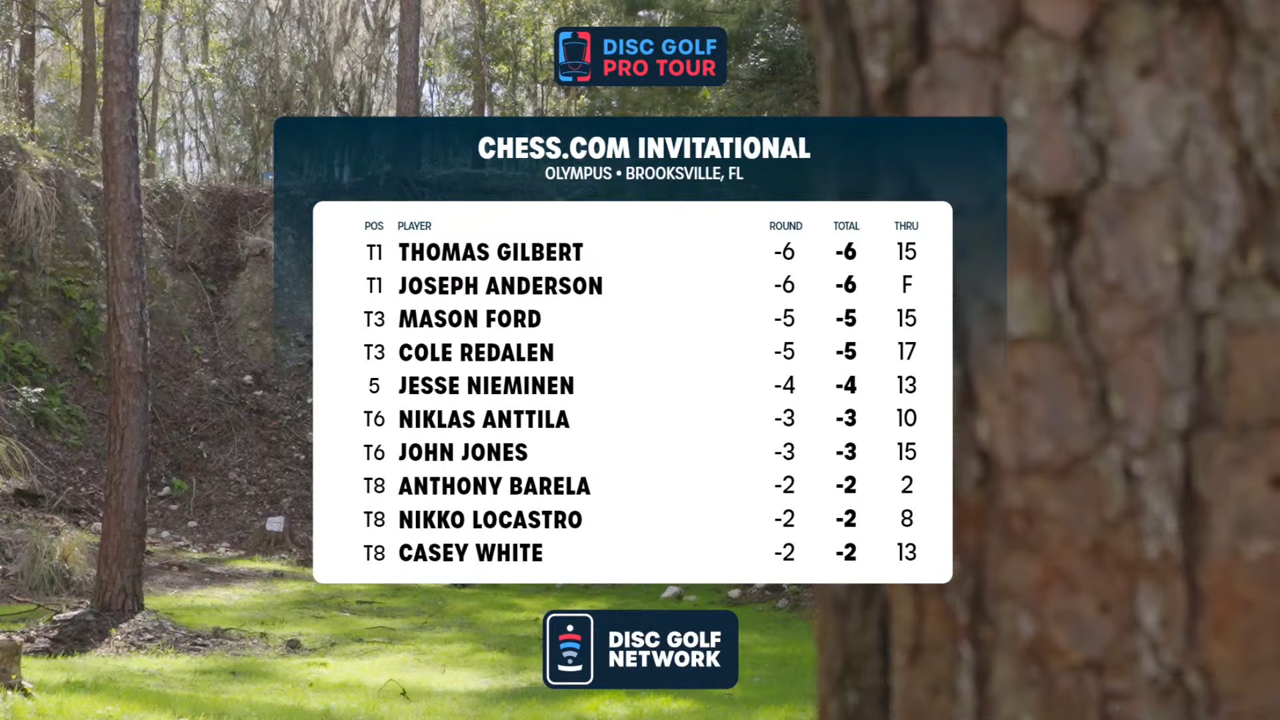 DISC GOLF
PRO TOUR
CHESS.COM INVITATIONAL
OLYMPUS • BROOKSVILLE, FL
POS PLAYER ROUND TOTAL THRU
T1 THOMAS GILBERT -6 -6 15
T1 JOSEPH ANDERSON -6 -6 F
T3 MASON FORD -5 -5 15
T3 COLE REDALEN -5 -5 17
5 JESSE NIEMINEN -4 -4 13
T6 NIKLAS ANTTILA -3 -3 10
T6 JOHN JONES -3 -3 15
T8 ANTHONY BARELA -2 -2 2
T8 NIKKO LOCASTRO -2 -2 8
T8 CASEY WHITE -2 -2 13
DISC GOLF
NETWORK